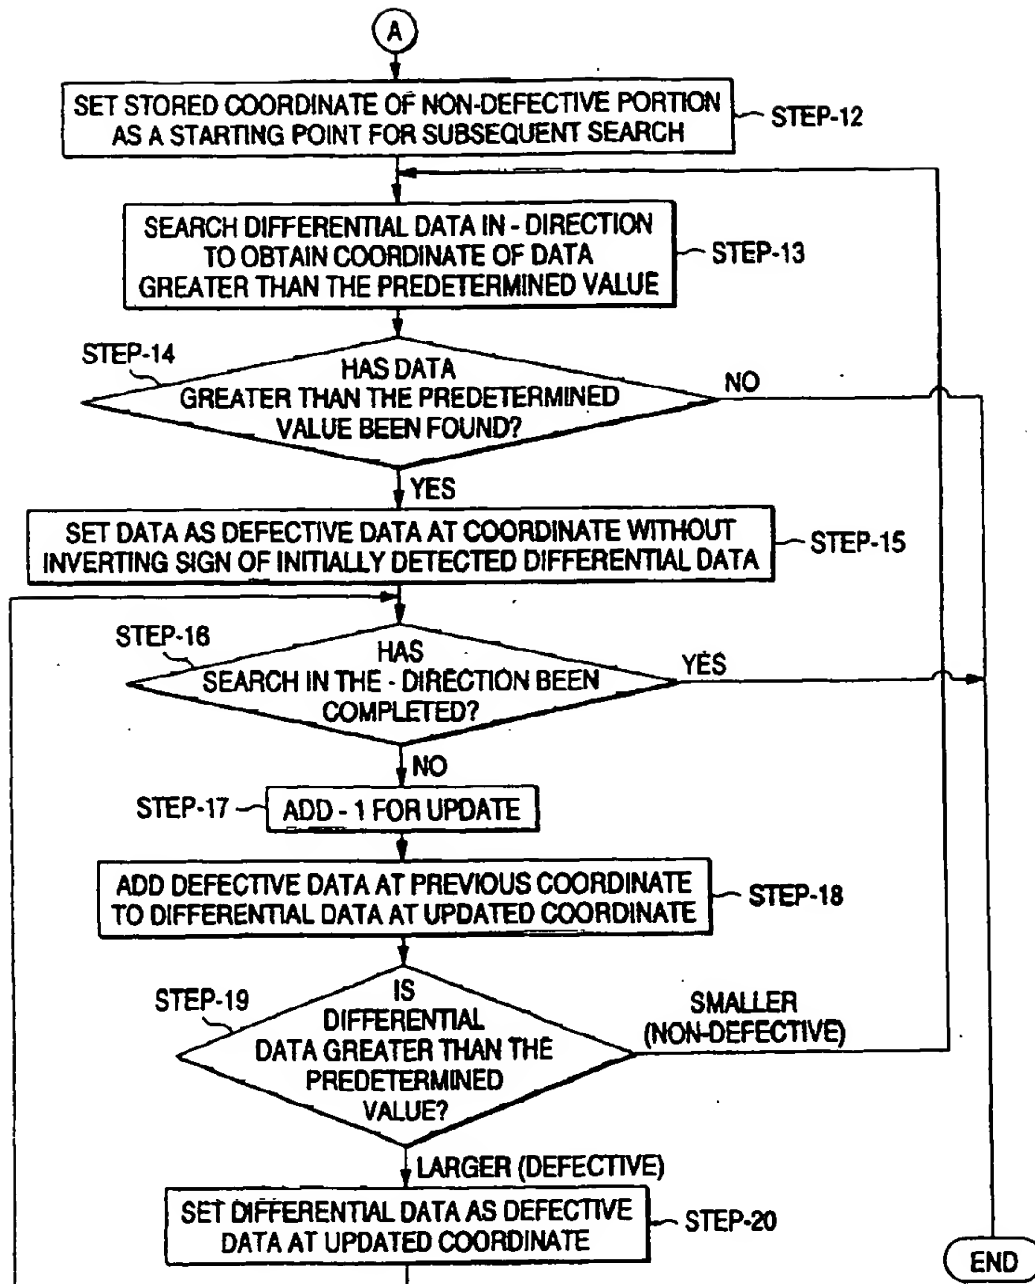 A
SET STORED COORDINATE OF NON-DEFECTIVE PORTION
AS A STARTING POINT FOR SUBSEQUENT SEARCH
STEP-12
SEARCH DIFFERENTIAL DATA IN - DIRECTION
TO OBTAIN COORDINATE OF DATA
GREATER THAN THE PREDETERMINED VALUE
STEP-13
STEP-14
HAS DATA
GREATER THAN THE PREDETERMINED
VALUE BEEN FOUND?
NO
YES
SET DATA AS DEFECTIVE DATA AT COORDINATE WITHOUT
INVERTING SIGN OF INITIALLY DETECTED DIFFERENTIAL DATA
STEP-15
STEP-16
HAS
SEARCH IN THE - DIRECTION BEEN
COMPLETED?
YES
NO
STEP-17
ADD - 1 FOR UPDATE
ADD DEFECTIVE DATA AT PREVIOUS COORDINATE
TO DIFFERENTIAL DATA AT UPDATED COORDINATE
STEP-18
STEP-19
IS
DIFFERENTIAL
DATA GREATER THAN THE
PREDETERMINED
VALUE?
SMALLER
(NON-DEFECTIVE)
LARGER (DEFECTIVE)
SET DIFFERENTIAL DATA AS DEFECTIVE
DATA AT UPDATED COORDINATE
STEP-20
END